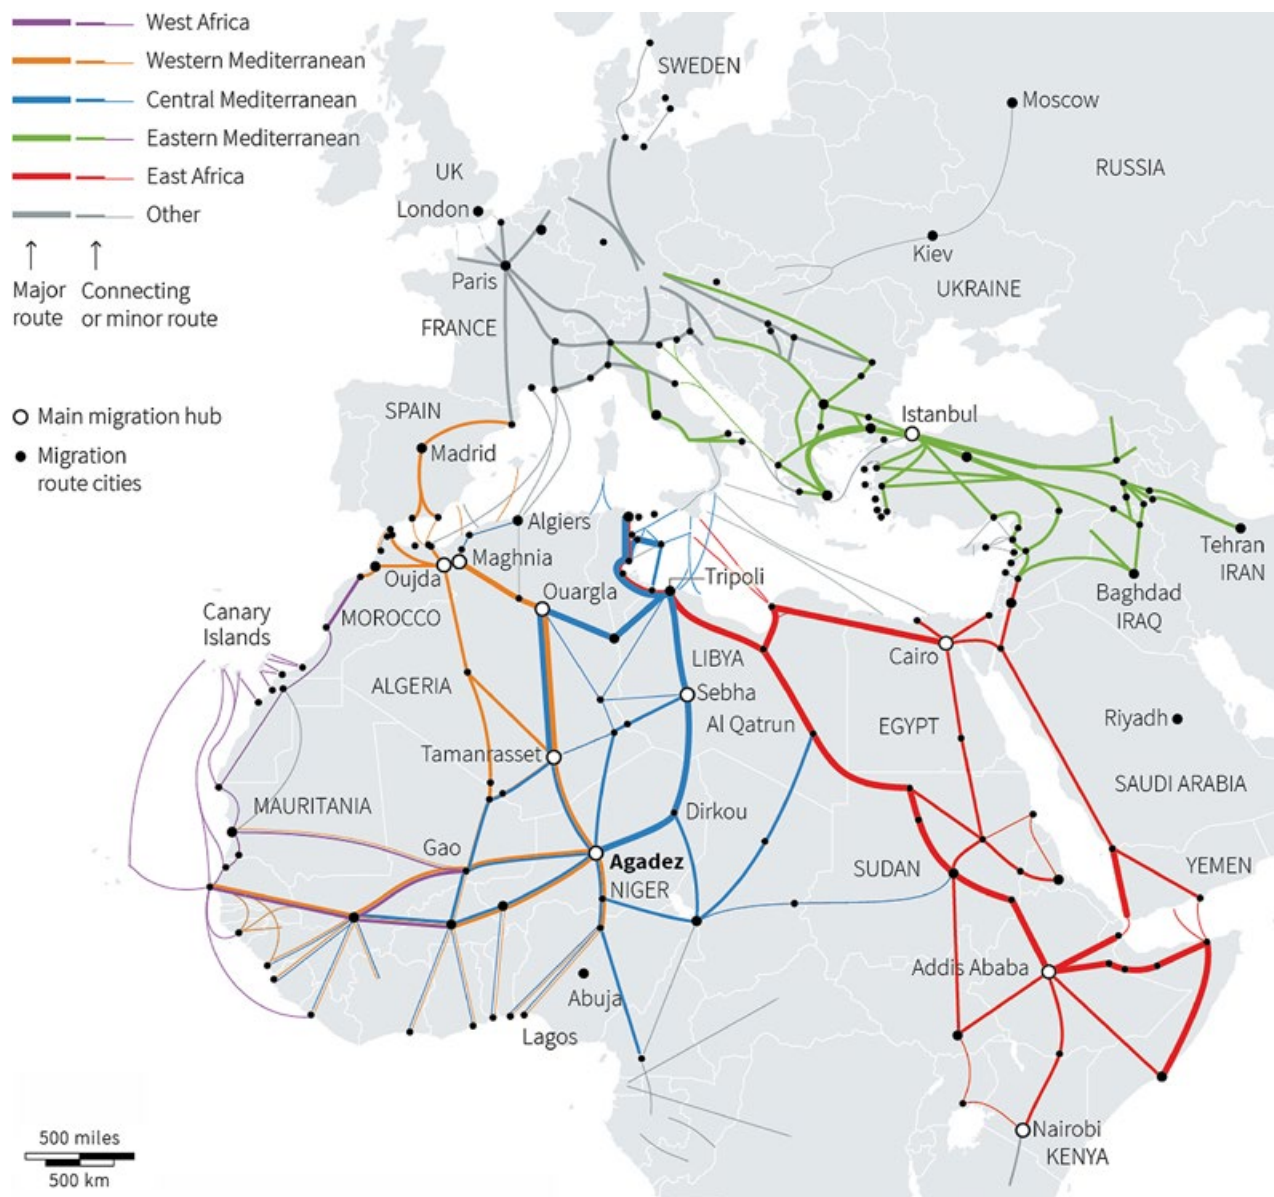 West Africa
Western Mediterranean
Central Mediterranean
Eastern Mediterranean
East Africa
Other
Major
route
Connecting
or minor route
Main migration hub
Migration
route cities
SWEDEN
Moscow
RUSSIA
UK
London
Kiev
Paris
UKRAINE
FRANCE
SPAIN
Istanbul
Madrid
Algiers
Tehran
IRAN
Maghnia
Oujda
Tripoli
Ouargla
Baghdad
IRAQ
Canary
Islands
MOROCCO
Cairo
LIBYA
ALGERIA
Sebha
Al Qatrun
EGYPT
Riyadh
Tamanrasset
SAUDI ARABIA
MAURITANIA
Dirkou
Gao
Agadez
NIGER
SUDAN
YEMEN
Addis Ababa
Abuja
Lagos
Nairobi
KENYA
500 miles
500 km